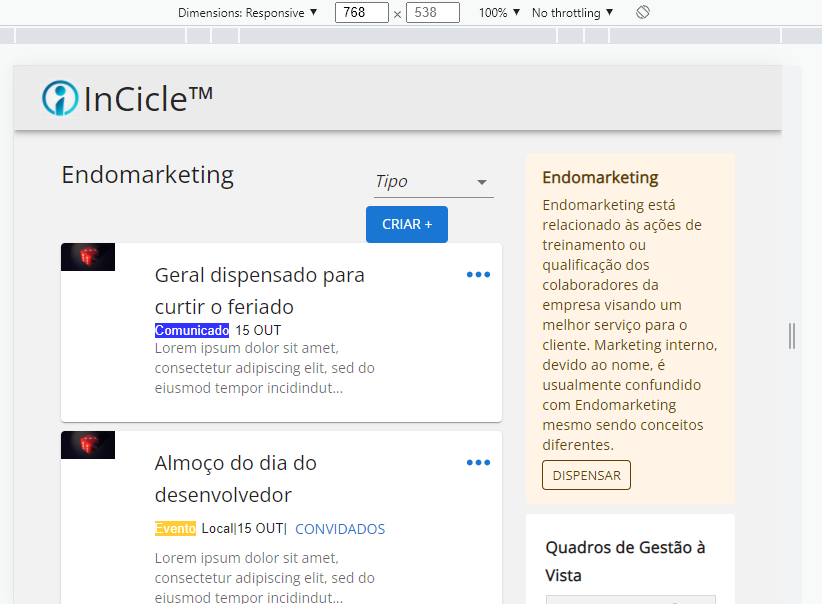 Dimensions: Responsive ▼ 768 × 538 100% ▼ No throttling ▼
InCicle™
Endomarketing
Tipo
CRIAR +
Geral dispensado para
curtir o feriado
Comunicado 15 OUT
Lorem ipsum dolor sit amet,
consectetur adipiscing elit, sed do
eiusmod tempor incidindut...
Almoço do dia do
desenvolvedor
Evento Local|15 OUT| CONVIDADOS
Lorem ipsum dolor sit amet,
consectetur adipiscing elit, sed do
eiusmod tempor incididunt...
Endomarketing
Endomarketing está
relacionado às ações de
treinamento ou
qualificação dos
colaboradores da
empresa visando um
melhor serviço para o
cliente. Marketing interno,
devido ao nome, é
usualmente confundido
com Endomarketing
mesmo sendo conceitos
diferentes.
DISPENSAR
Quadros de Gestão à
Vista